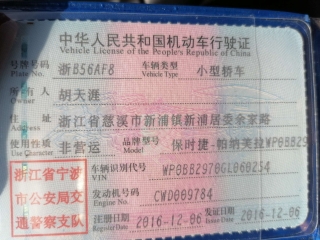 中华人民共和国机动车行驶证
Vehicle License of the People's Republic of China
号牌号码 浙B56AF8 车辆类型 小型轿车
Plate No. Vehicle Type
所有人 胡天涯
Owner
住址 浙江省慈溪市新浦镇新浦居委余家路
Address
使用性质 非营运 品牌型号 保时捷-帕纳美拉WP0BB29
Use Character Model
浙江省宁波市公安局交通警察支队
车辆识别代号 WP0BB2970GL060254
VIN
发动机号码 CWD009784
Engine No.
注册日期 2016-12-06 发证日期 2016-12-06
Register Date Issue Date